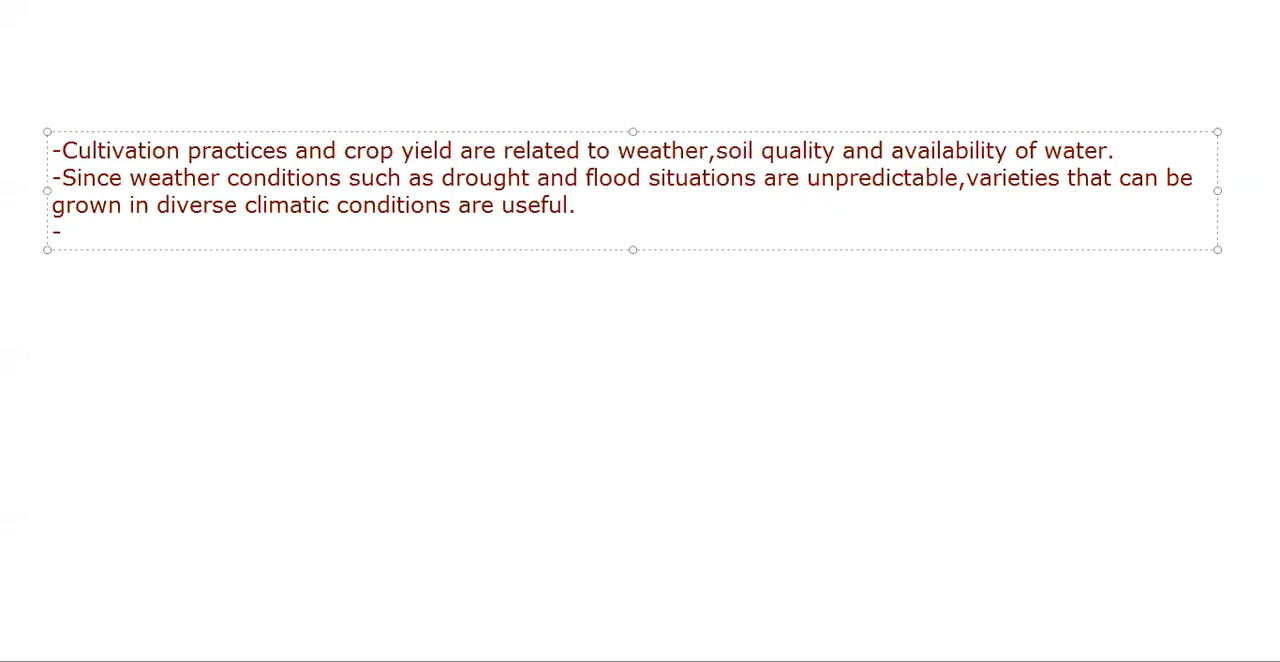 -Cultivation practices and crop yield are related to weather,soil quality and availability of water.
-Since weather conditions such as drought and flood situations are unpredictable,varieties that can be
grown in diverse climatic conditions are useful.
-